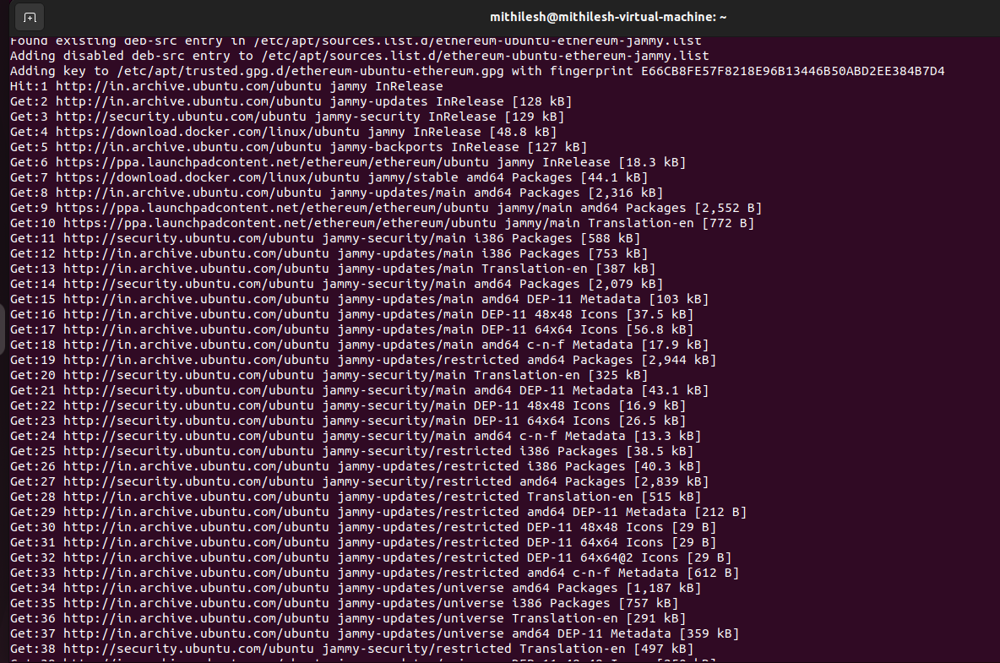 mithilesh@mithilesh-virtual-machine: ~
Found existing deb-src entry in /etc/apt/sources.list.d/ethereum-ubuntu-ethereum-jammy.list
Adding disabled deb-src entry to /etc/apt/sources.list.d/ethereum-ubuntu-ethereum-jammy.list
Adding key to /etc/apt/trusted.gpg.d/ethereum-ubuntu-ethereum.gpg with fingerprint E66CB8FE57F8218E96B13446B50ABD2EE384B7D4
Hit:1 http://in.archive.ubuntu.com/ubuntu jammy InRelease
Get:2 http://in.archive.ubuntu.com/ubuntu jammy-updates InRelease [128 kB]
Get:3 http://security.ubuntu.com/ubuntu jammy-security InRelease [129 kB]
Get:4 https://download.docker.com/linux/ubuntu jammy InRelease [48.8 kB]
Get:5 http://in.archive.ubuntu.com/ubuntu jammy-backports InRelease [127 kB]
Get:6 https://ppa.launchpadcontent.net/ethereum/ethereum/ubuntu jammy InRelease [18.3 kB]
Get:7 https://download.docker.com/linux/ubuntu jammy/stable amd64 Packages [44.1 kB]
Get:8 http://in.archive.ubuntu.com/ubuntu jammy-updates/main amd64 Packages [2,316 kB]
Get:9 https://ppa.launchpadcontent.net/ethereum/ethereum/ubuntu jammy/main amd64 Packages [2,552 B]
Get:10 https://ppa.launchpadcontent.net/ethereum/ethereum/ubuntu jammy/main Translation-en [772 B]
Get:11 http://security.ubuntu.com/ubuntu jammy-security/main i386 Packages [588 kB]
Get:12 http://in.archive.ubuntu.com/ubuntu jammy-updates/main i386 Packages [753 kB]
Get:13 http://in.archive.ubuntu.com/ubuntu jammy-updates/main Translation-en [387 kB]
Get:14 http://security.ubuntu.com/ubuntu jammy-security/main amd64 Packages [2,079 kB]
Get:15 http://in.archive.ubuntu.com/ubuntu jammy-updates/main amd64 DEP-11 Metadata [103 kB]
Get:16 http://in.archive.ubuntu.com/ubuntu jammy-updates/main DEP-11 48x48 Icons [37.5 kB]
Get:17 http://in.archive.ubuntu.com/ubuntu jammy-updates/main DEP-11 64x64 Icons [56.8 kB]
Get:18 http://in.archive.ubuntu.com/ubuntu jammy-updates/main amd64 c-n-f Metadata [17.9 kB]
Get:19 http://in.archive.ubuntu.com/ubuntu jammy-updates/restricted amd64 Packages [2,944 kB]
Get:20 http://security.ubuntu.com/ubuntu jammy-security/main Translation-en [325 kB]
Get:21 http://security.ubuntu.com/ubuntu jammy-security/main amd64 DEP-11 Metadata [43.1 kB]
Get:22 http://security.ubuntu.com/ubuntu jammy-security/main DEP-11 48x48 Icons [16.9 kB]
Get:23 http://security.ubuntu.com/ubuntu jammy-security/main DEP-11 64x64 Icons [26.5 kB]
Get:24 http://security.ubuntu.com/ubuntu jammy-security/main amd64 c-n-f Metadata [13.3 kB]
Get:25 http://security.ubuntu.com/ubuntu jammy-security/restricted i386 Packages [38.5 kB]
Get:26 http://in.archive.ubuntu.com/ubuntu jammy-updates/restricted i386 Packages [40.3 kB]
Get:27 http://security.ubuntu.com/ubuntu jammy-security/restricted amd64 Packages [2,839 kB]
Get:28 http://in.archive.ubuntu.com/ubuntu jammy-updates/restricted Translation-en [515 kB]
Get:29 http://in.archive.ubuntu.com/ubuntu jammy-updates/restricted amd64 DEP-11 Metadata [212 B]
Get:30 http://in.archive.ubuntu.com/ubuntu jammy-updates/restricted DEP-11 48x48 Icons [29 B]
Get:31 http://in.archive.ubuntu.com/ubuntu jammy-updates/restricted DEP-11 64x64 Icons [29 B]
Get:32 http://in.archive.ubuntu.com/ubuntu jammy-updates/restricted DEP-11 64x64@2 Icons [29 B]
Get:33 http://in.archive.ubuntu.com/ubuntu jammy-updates/restricted amd64 c-n-f Metadata [612 B]
Get:34 http://in.archive.ubuntu.com/ubuntu jammy-updates/universe amd64 Packages [1,187 kB]
Get:35 http://in.archive.ubuntu.com/ubuntu jammy-updates/universe i386 Packages [757 kB]
Get:36 http://in.archive.ubuntu.com/ubuntu jammy-updates/universe Translation-en [291 kB]
Get:37 http://in.archive.ubuntu.com/ubuntu jammy-updates/universe amd64 DEP-11 Metadata [359 kB]
Get:38 http://security.ubuntu.com/ubuntu jammy-security/restricted Translation-en [497 kB]